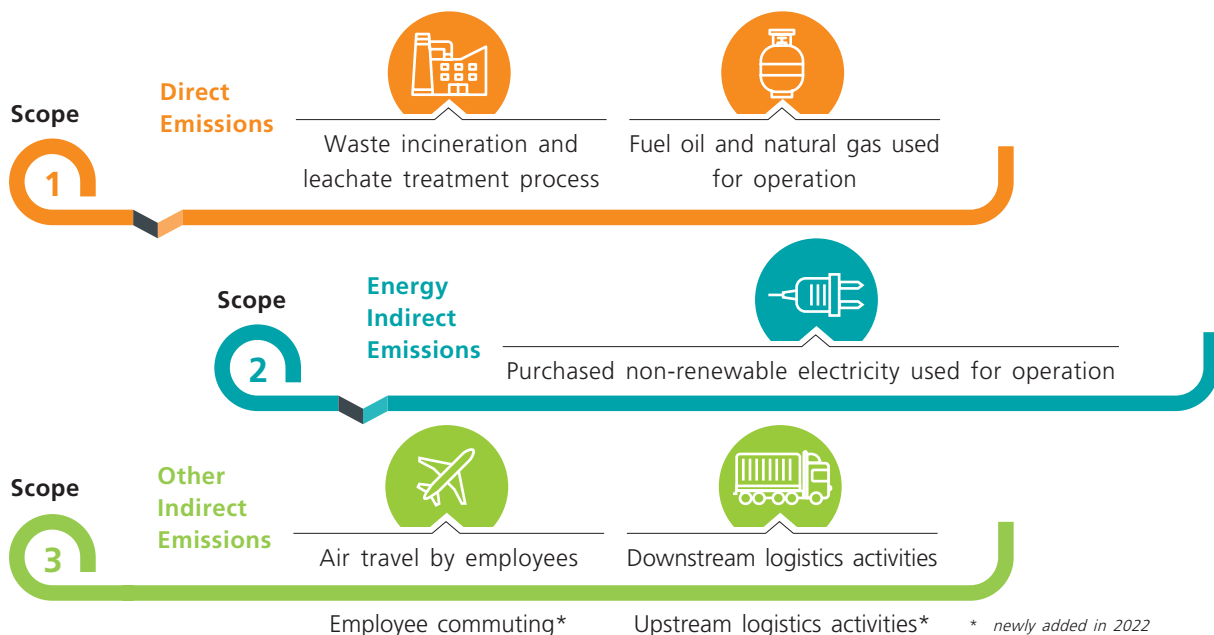 Scope
1
Direct
Emissions
Waste incineration and
leachate treatment process
Fuel oil and natural gas used
for operation
Scope
2
Energy
Indirect
Emissions
Purchased non-renewable electricity used for operation
Scope
3
Other
Indirect
Emissions
Air travel by employees
Downstream logistics activities
Employee commuting*
Upstream logistics activities*
* newly added in 2022